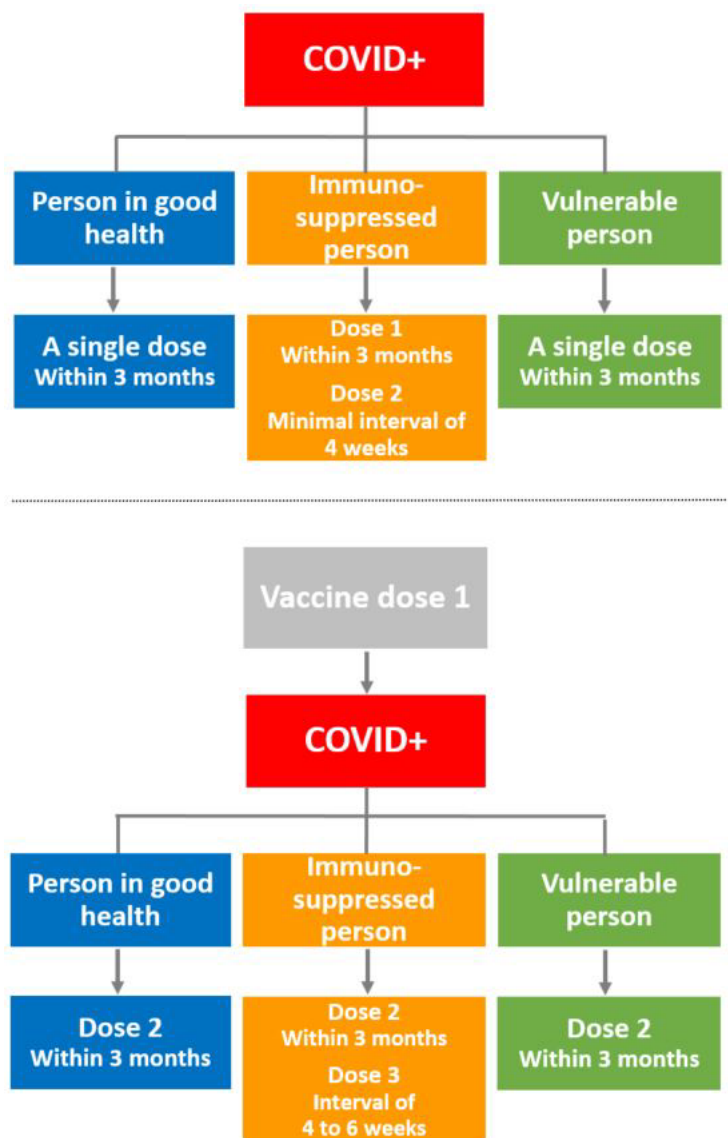 COVID+
Person in good
health
Immuno-
suppressed
person
Vulnerable
person
A single dose
Within 3 months
Dose 1
Within 3 months
Dose 2
Minimal interval of
4 weeks
A single dose
Within 3 months
Vaccine dose 1
COVID+
Person in good
health
Immuno-
suppressed
person
Vulnerable
person
Dose 2
Within 3 months
Dose 2
Within 3 months
Dose 3
Interval of
4 to 6 weeks
Dose 2
Within 3 months